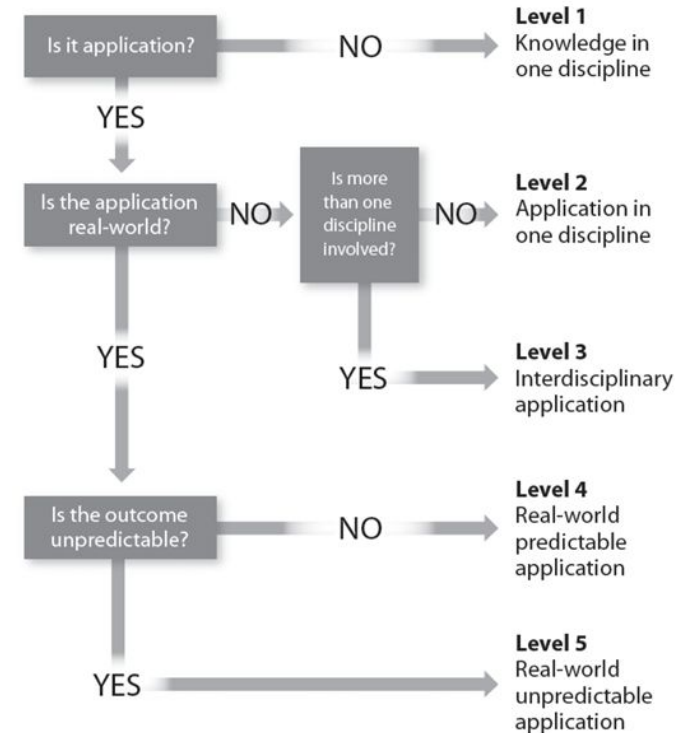 Is it application?
NO
Level 1
Knowledge in
one discipline
YES
Is the application
real-world?
NO
Is more
than one
discipline
involved?
NO
Level 2
Application in
one discipline
YES
YES
Level 3
Interdisciplinary
application
Is the outcome
unpredictable?
NO
Level 4
Real-world
predictable
application
YES
Level 5
Real-world
unpredictable
application